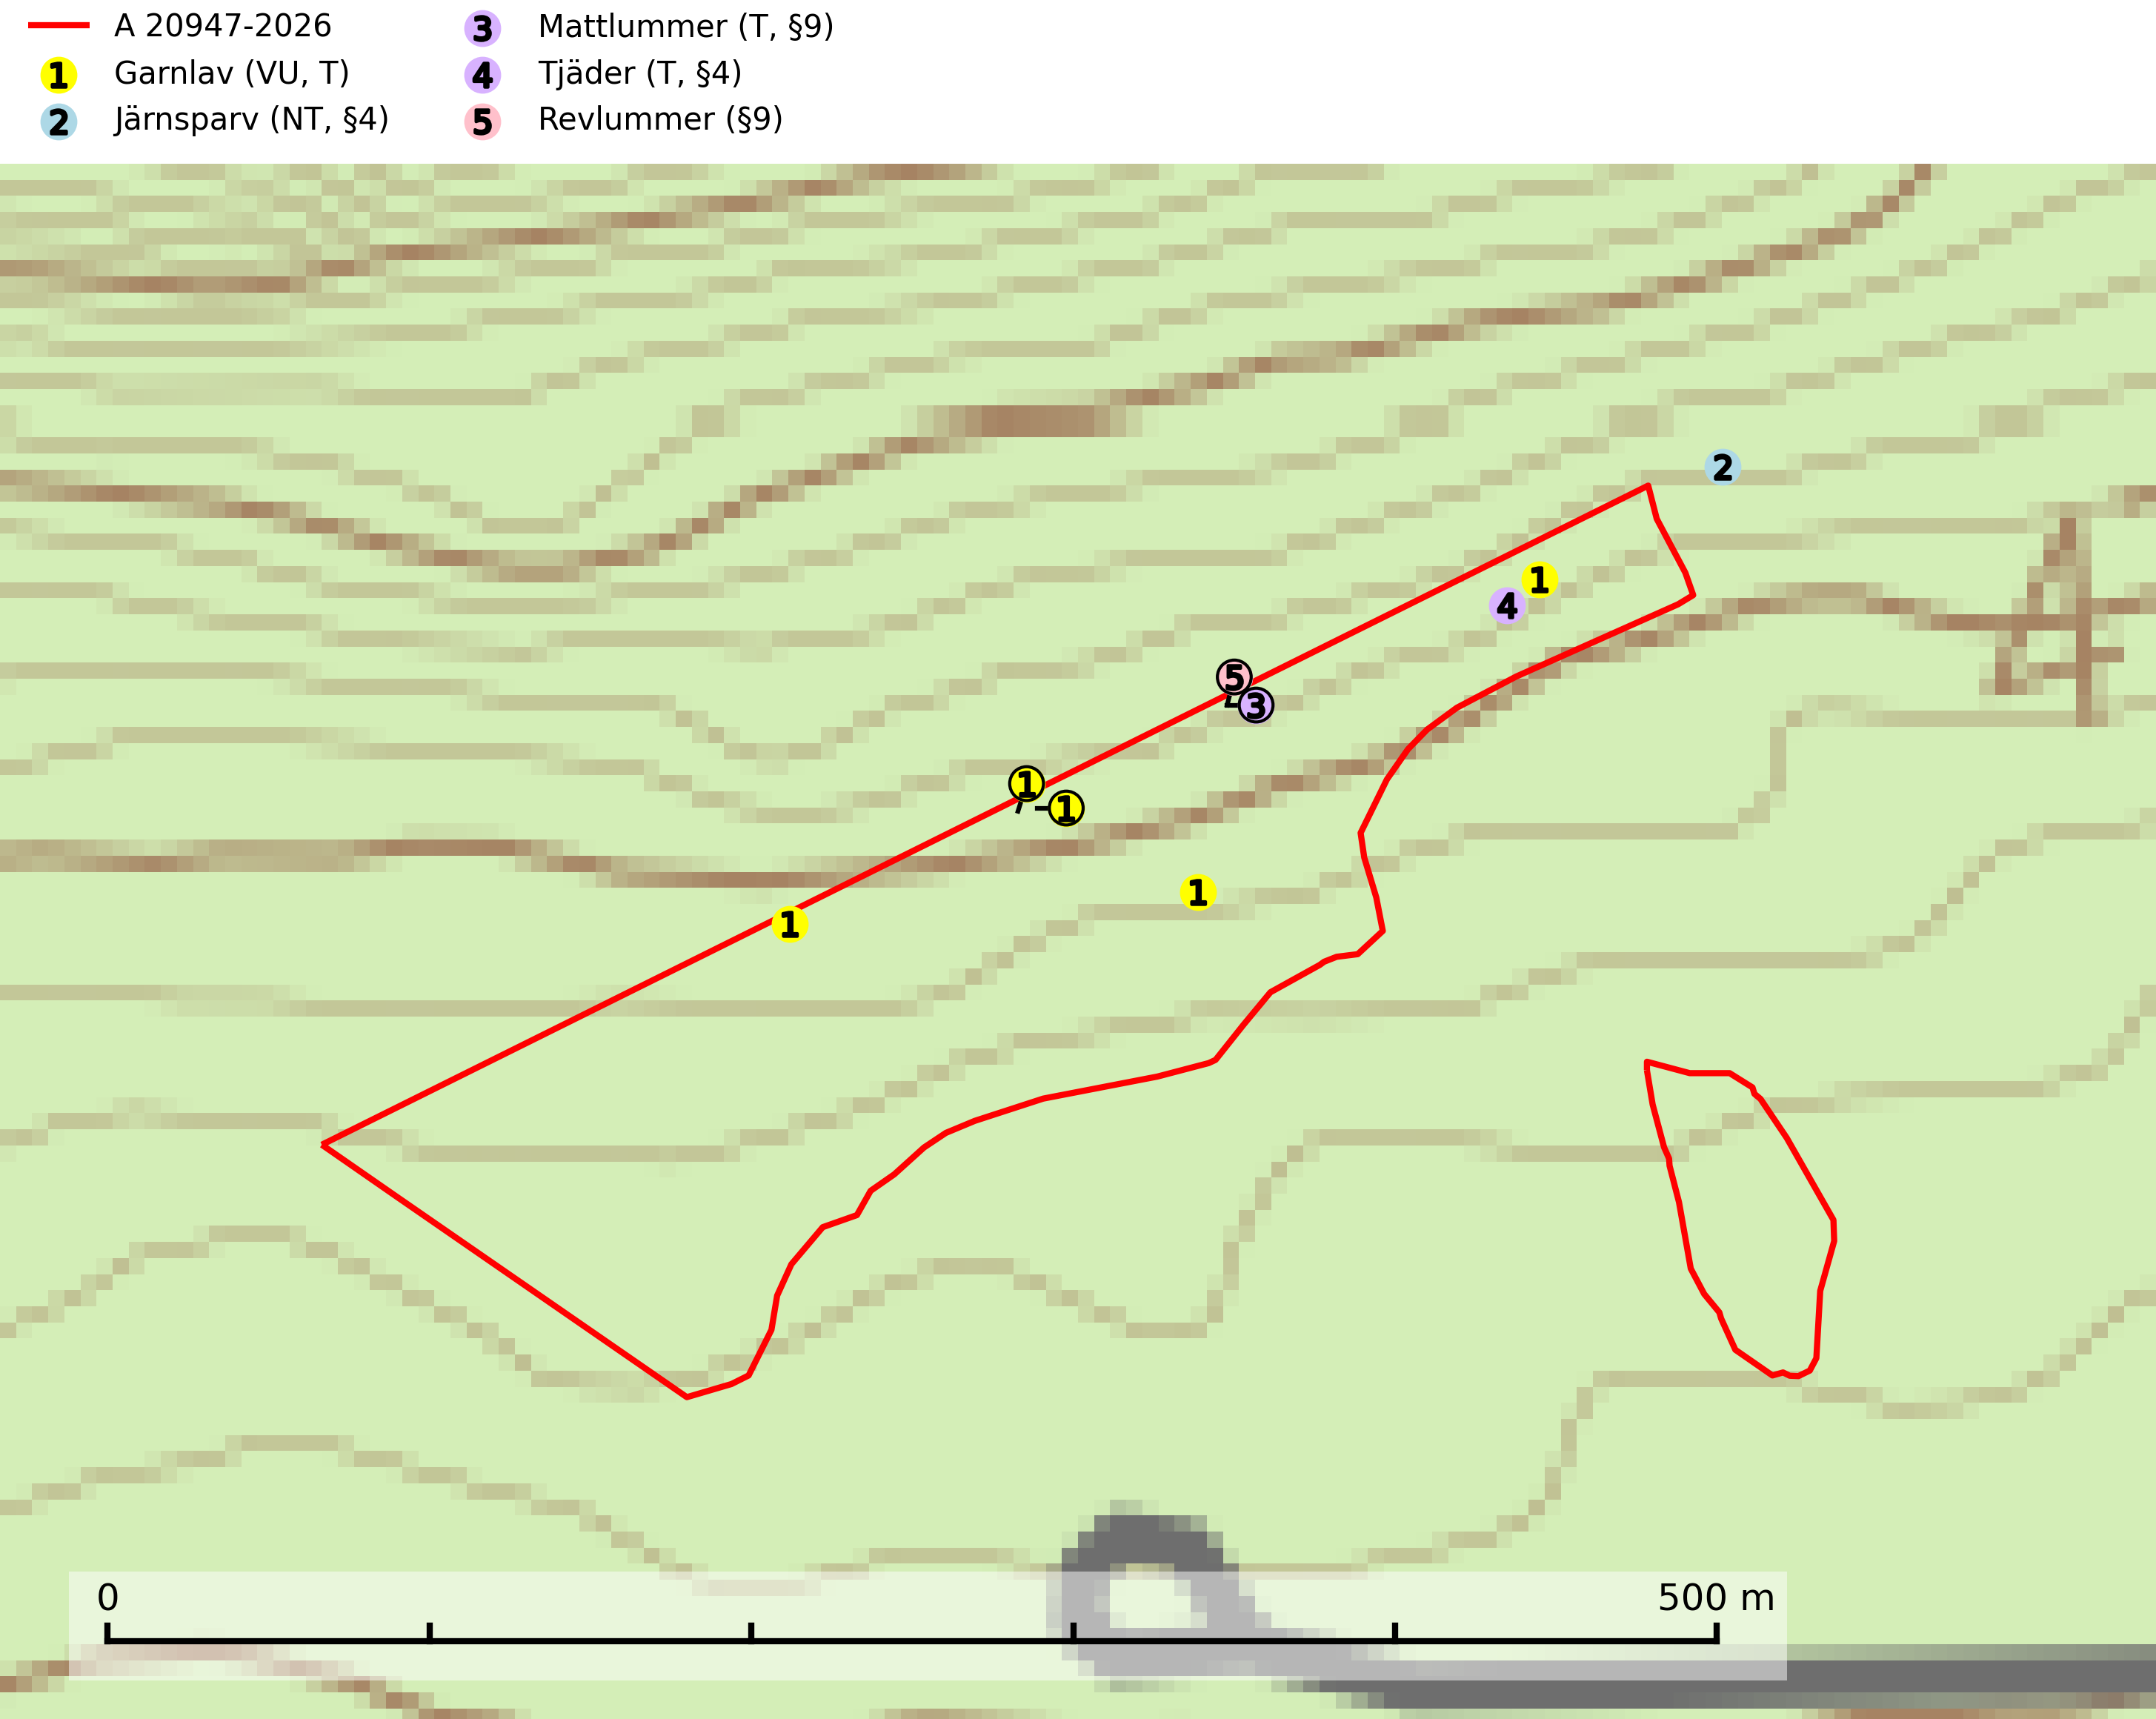 A 20947-2026
1 Garnlav (VU, T)
2 Järnsparv (NT, §4)
3 Mattlummer (T, §9)
4 Tjäder (T, §4)
5 Revlummer (§9)
2
1
4
5
3
1
1
1
1
0 500 m